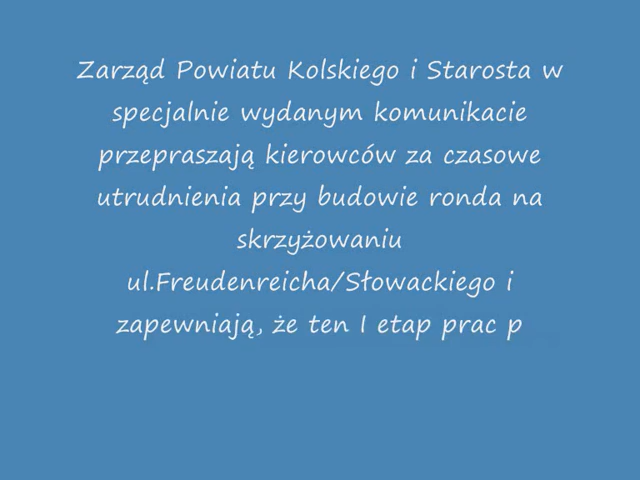 Zarząd Powiatu Kolskiego i Starosta w
specjalnie wydanym komunikacie
przepraszają kierowców za czasowe
utrudnienia przy budowie ronda na
skrzyżowaniu
ul.Freudenreicha/Słowackiego i
zapewniają, że ten I etap prac p